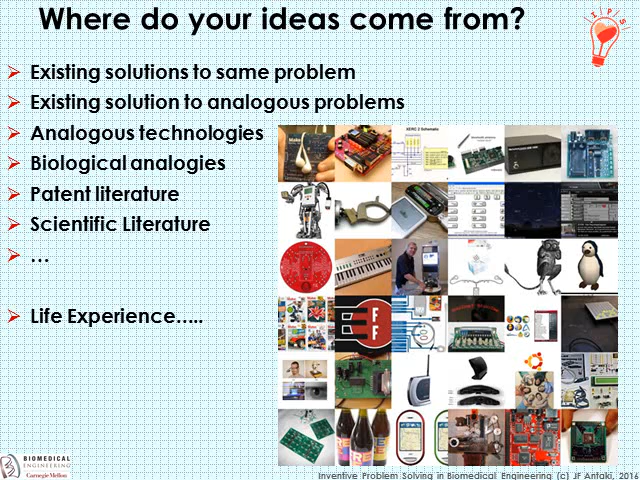 Where do your ideas come from?
I P S
Existing solutions to same problem
Existing solution to analogous problems
Analogous technologies
Biological analogies
Patent literature
Scientific Literature
…
Life Experience…..
BIOMEDICAL
ENGINEERING
Carnegie Mellon
Inventive Problem Solving in Biomedical Engineering (c) JF Antaki, 2016